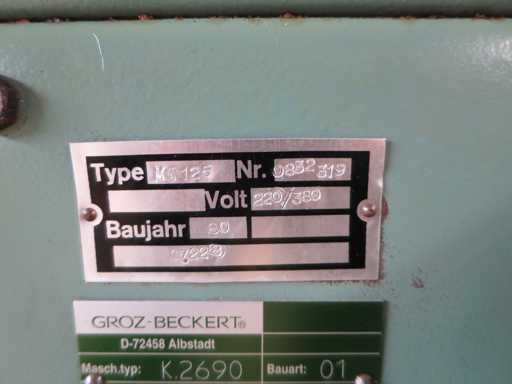 Type Nr. 0832 319
Volt 220/380
Baujahr 80
GROZ-BECKERT®
D-72458 Albstadt
Masch.typ: K.2690 Bauart: 01